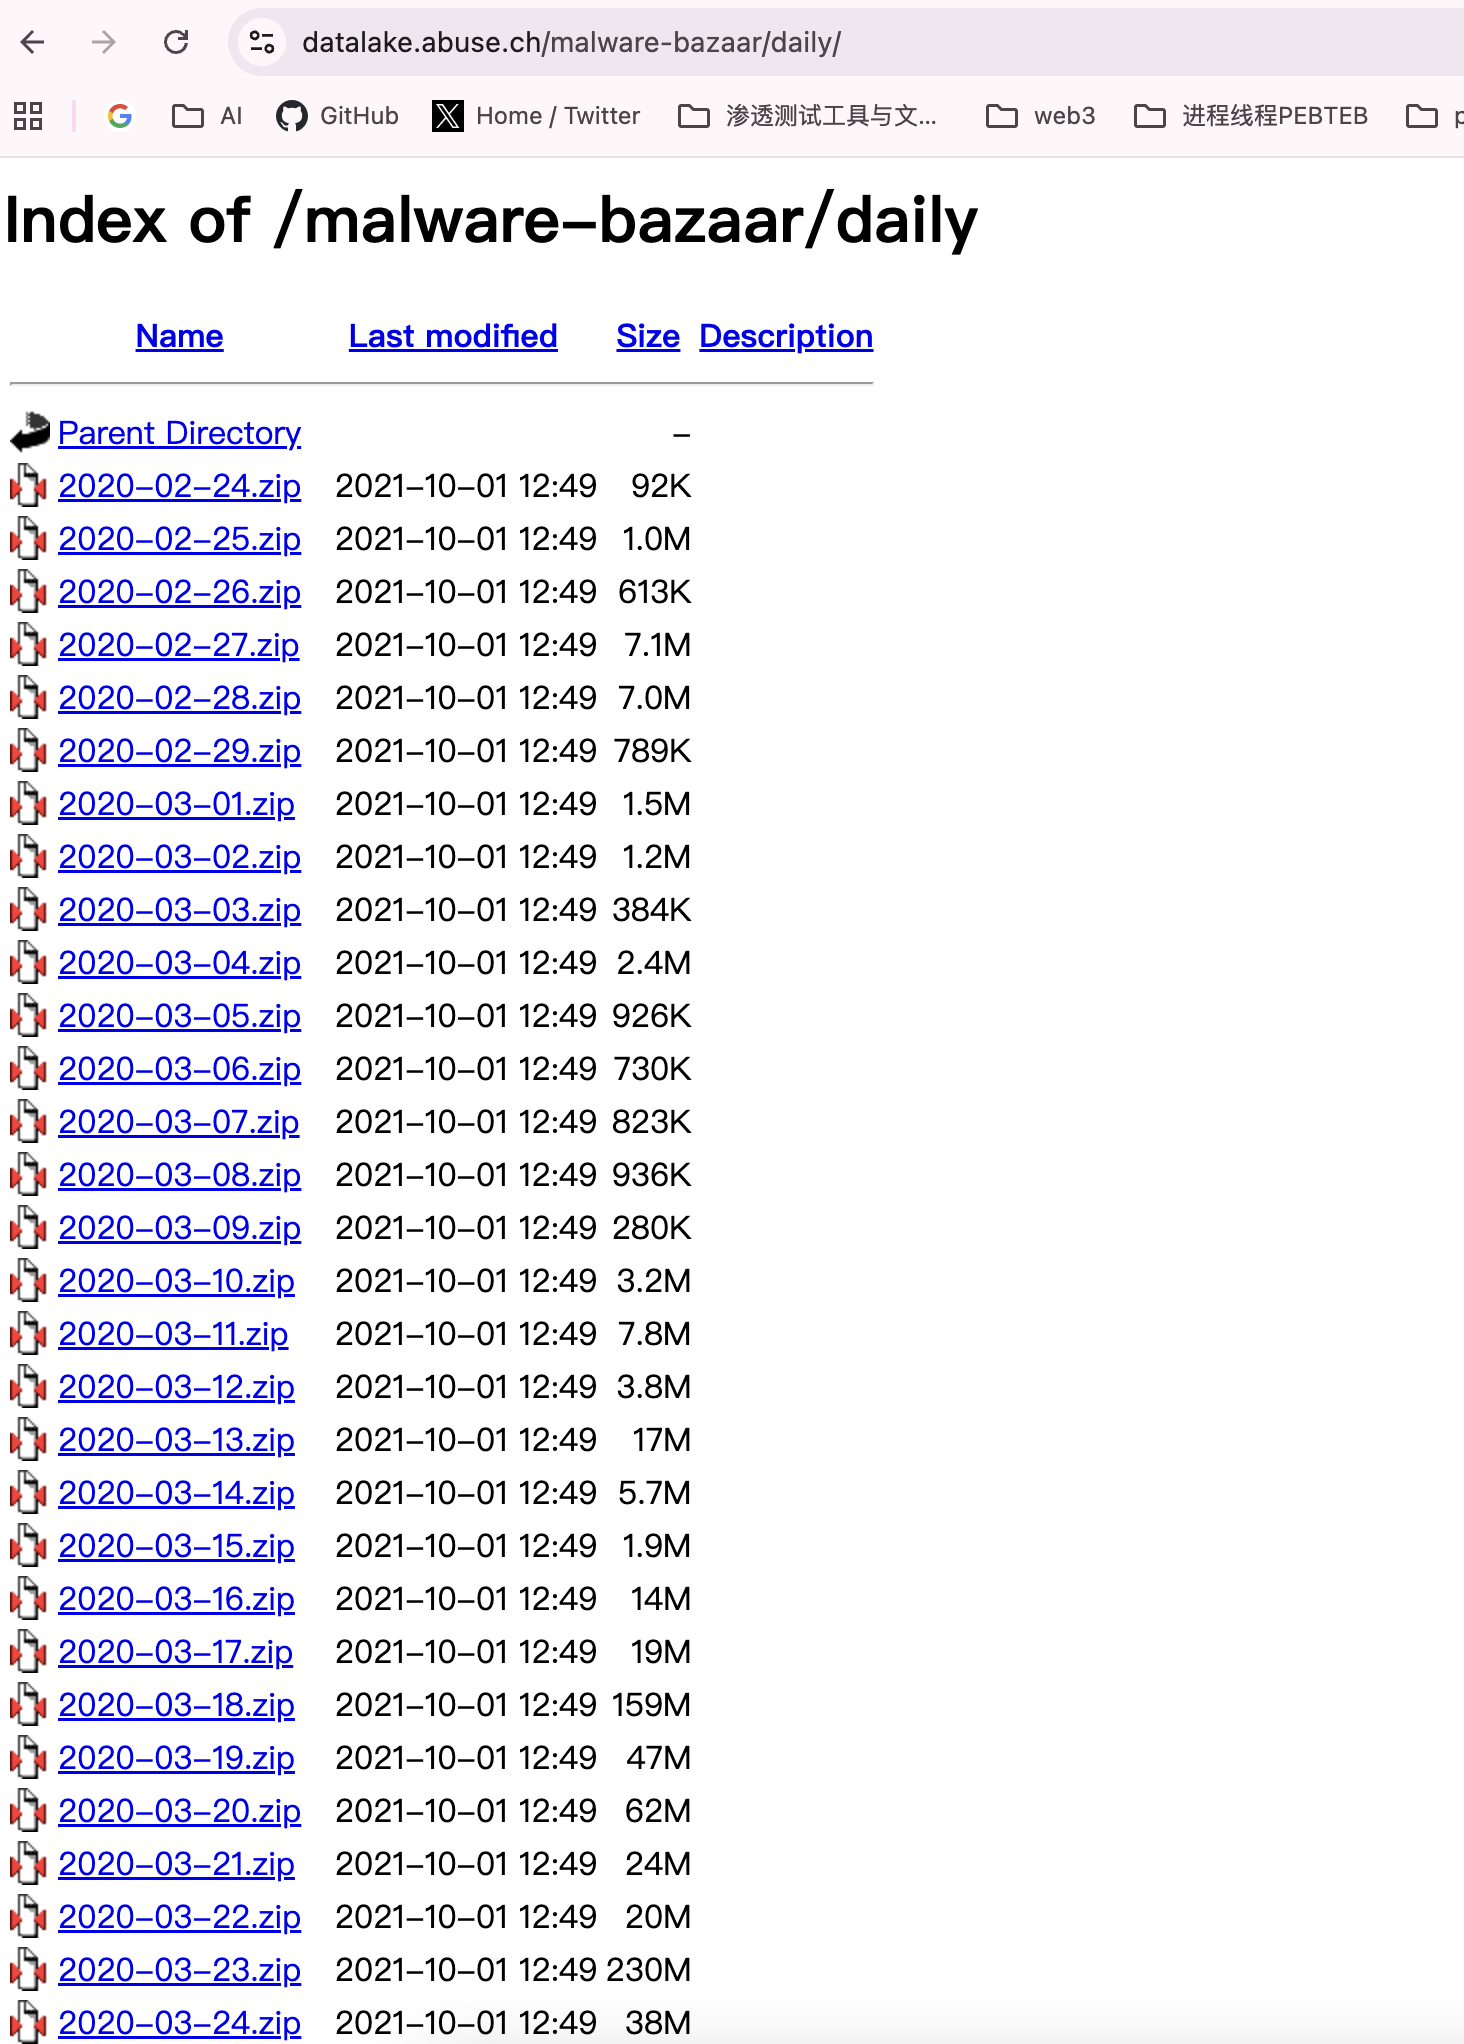 datalake.abuse.ch/malware-bazaar/daily/
AI GitHub Home / Twitter 渗透测试工具与文... web3 进程线程PEBTEB p
Index of /malware-bazaar/daily
Name Last modified Size Description
Parent Directory -
2020-02-24.zip 2021-10-01 12:49 92K
2020-02-25.zip 2021-10-01 12:49 1.0M
2020-02-26.zip 2021-10-01 12:49 613K
2020-02-27.zip 2021-10-01 12:49 7.1M
2020-02-28.zip 2021-10-01 12:49 7.0M
2020-02-29.zip 2021-10-01 12:49 789K
2020-03-01.zip 2021-10-01 12:49 1.5M
2020-03-02.zip 2021-10-01 12:49 1.2M
2020-03-03.zip 2021-10-01 12:49 384K
2020-03-04.zip 2021-10-01 12:49 2.4M
2020-03-05.zip 2021-10-01 12:49 926K
2020-03-06.zip 2021-10-01 12:49 730K
2020-03-07.zip 2021-10-01 12:49 823K
2020-03-08.zip 2021-10-01 12:49 936K
2020-03-09.zip 2021-10-01 12:49 280K
2020-03-10.zip 2021-10-01 12:49 3.2M
2020-03-11.zip 2021-10-01 12:49 7.8M
2020-03-12.zip 2021-10-01 12:49 3.8M
2020-03-13.zip 2021-10-01 12:49 17M
2020-03-14.zip 2021-10-01 12:49 5.7M
2020-03-15.zip 2021-10-01 12:49 1.9M
2020-03-16.zip 2021-10-01 12:49 14M
2020-03-17.zip 2021-10-01 12:49 19M
2020-03-18.zip 2021-10-01 12:49 159M
2020-03-19.zip 2021-10-01 12:49 47M
2020-03-20.zip 2021-10-01 12:49 62M
2020-03-21.zip 2021-10-01 12:49 24M
2020-03-22.zip 2021-10-01 12:49 20M
2020-03-23.zip 2021-10-01 12:49 230M
2020-03-24.zip 2021-10-01 12:49 38M